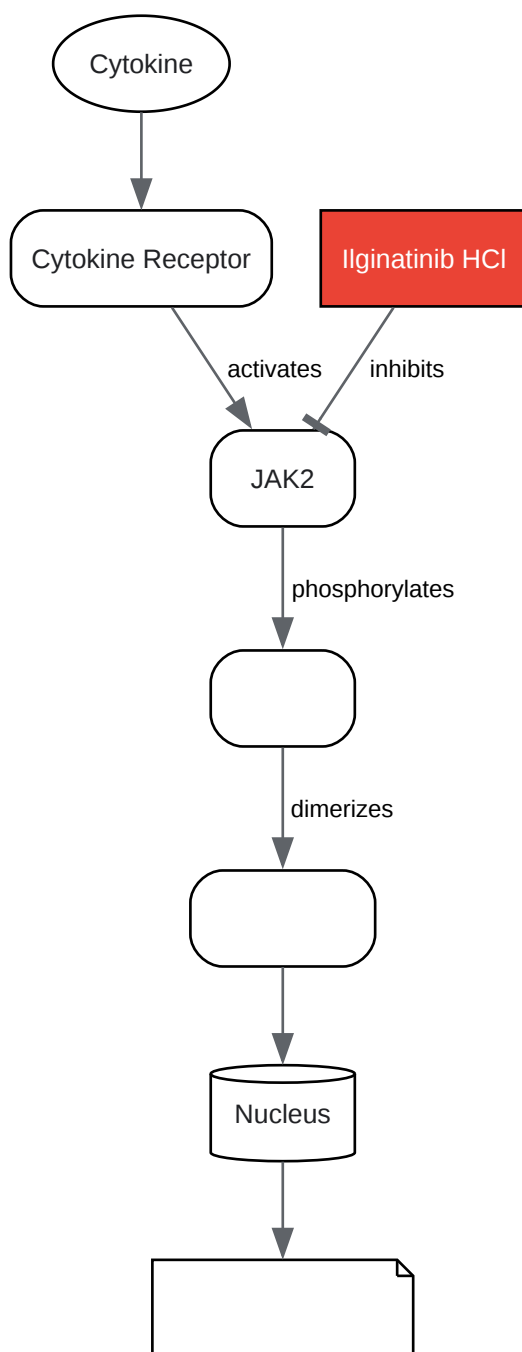 Cytokine
Cytokine Receptor
Ilginatinib HCl
activates
inhibits
JAK2
phosphorylates
dimerizes
Nucleus